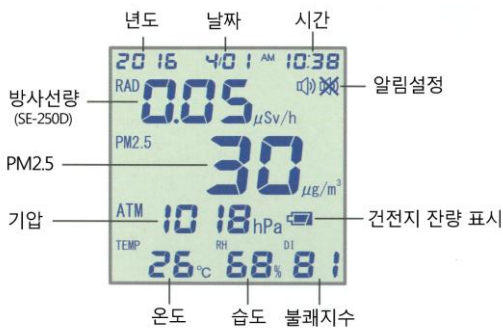 년도 날짜 시간
2016 4/01 AM 10:38
RAD 0.05 μSv/h
방사선량
(SE-250D)
알림설정
PM2.5
PM2.5 30 μg/m³
기압 ATM 1018 hPa 건전지 잔량 표시
TEMP RH DI
26℃ 68% 81
온도 습도 불쾌지수